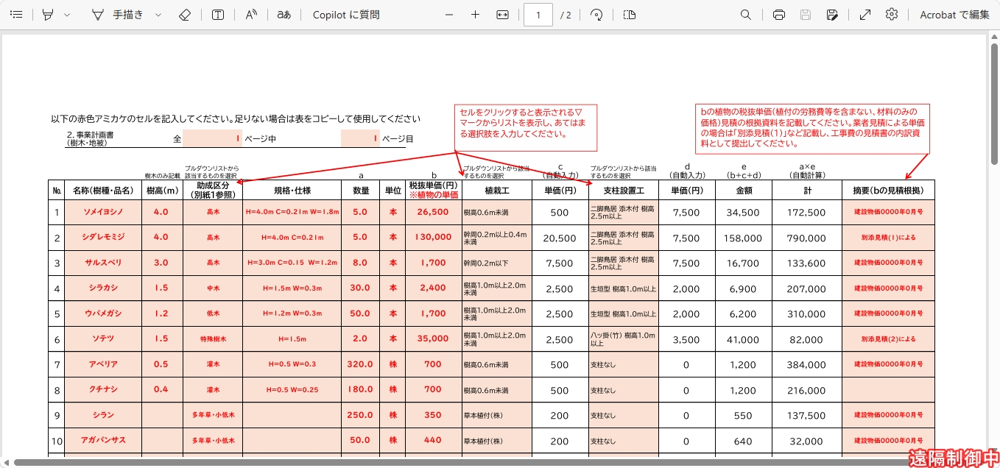 手書き
aあ
Copilot に質問
1 / 2
Acrobat で編集
以下の赤色アミカケのセルを記入してください。足りない場合は表をコピーして使用してください
セルをクリックすると表示される▽
マークからリストを表示し、あてはま
る選択肢を入力してください。
bの植物の税抜単価(植付の労務費等を含まない、材料のみの
価格)見積の根拠資料を記載してください。業者見積による単価
の場合は「別添見積(1)」など記載し、工事費の見積書の内訳資
料として提出してください。
2. 事業計画書
(樹木・地被)
全 1 ページ中 1 ページ目
樹木のみ記載
プルダウンリストから
該当するものを選択
a
b
プルダウンリストから該当
するものを選択
c
(自動入力)
プルダウンリストから該当
するものを選択
d
(自動入力)
e
(b+c+d)
a×e
(自動計算)
№ 名称(樹種・品名) 樹高(m) 助成区分 (別紙1参照) 規格・仕様 数量 単位 税抜単価(円) ※植物の単価 植栽工 単価(円) 支柱設置工 単価(円) 金額 計 摘要(bの見積根拠)
1 ソメイヨシノ 4.0 高木 H=4.0m C=0.21m W=1.8m 5.0 本 26,500 樹高0.6m未満 500 二脚鳥居 添木付 樹高2.5m以上 7,500 34,500 172,500 建設物価0000年0月号
2 シダレモミジ 4.0 高木 H=4.0m C=0.21m 5.0 本 130,000 幹周0.2m以上0.4m未満 20,500 二脚鳥居 添木付 樹高2.5m以上 7,500 158,000 790,000 別添見積(1)による
3 サルスベリ 3.0 高木 H=3.0m C=0.15 W=1.2m 8.0 本 1,700 幹周0.2m以下 7,500 二脚鳥居 添木付 樹高2.5m以上 7,500 16,700 133,600 建設物価0000年0月号
4 シラカシ 1.5 中木 H=1.5m W=0.3m 30.0 本 2,400 樹高1.0m以上2.0m未満 2,500 生垣型 樹高1.0m以上 2,000 6,900 207,000 建設物価0000年0月号
5 ウバメガシ 1.2 低木 H=1.2m W=0.3m 50.0 本 1,700 樹高1.0m以上2.0m未満 2,500 生垣型 樹高1.0m以上 2,000 6,200 310,000 建設物価0000年0月号
6 ソテツ 1.5 特殊樹木 H=1.5m 2.0 本 35,000 樹高1.0m以上2.0m未満 2,500 八ッ掛(竹) 樹高1.0m以上 3,500 41,000 82,000 別添見積(2)による
7 アベリア 0.5 灌木 H=0.5 W=0.3 320.0 株 700 樹高0.6m未満 500 支柱なし 0 1,200 384,000 建設物価0000年0月号
8 クチナシ 0.4 灌木 H=0.5 W=0.25 180.0 株 700 樹高0.6m未満 500 支柱なし 0 1,200 216,000
9 シラン 多年草・小低木 250.0 株 350 草本植付(株) 200 支柱なし 0 550 137,500 建設物価0000年0月号
10 アガパンサス 多年草・小低木 50.0 株 440 草本植付(株) 200 支柱なし 0 640 32,000 建設物価0000年0月号
遠隔制御中